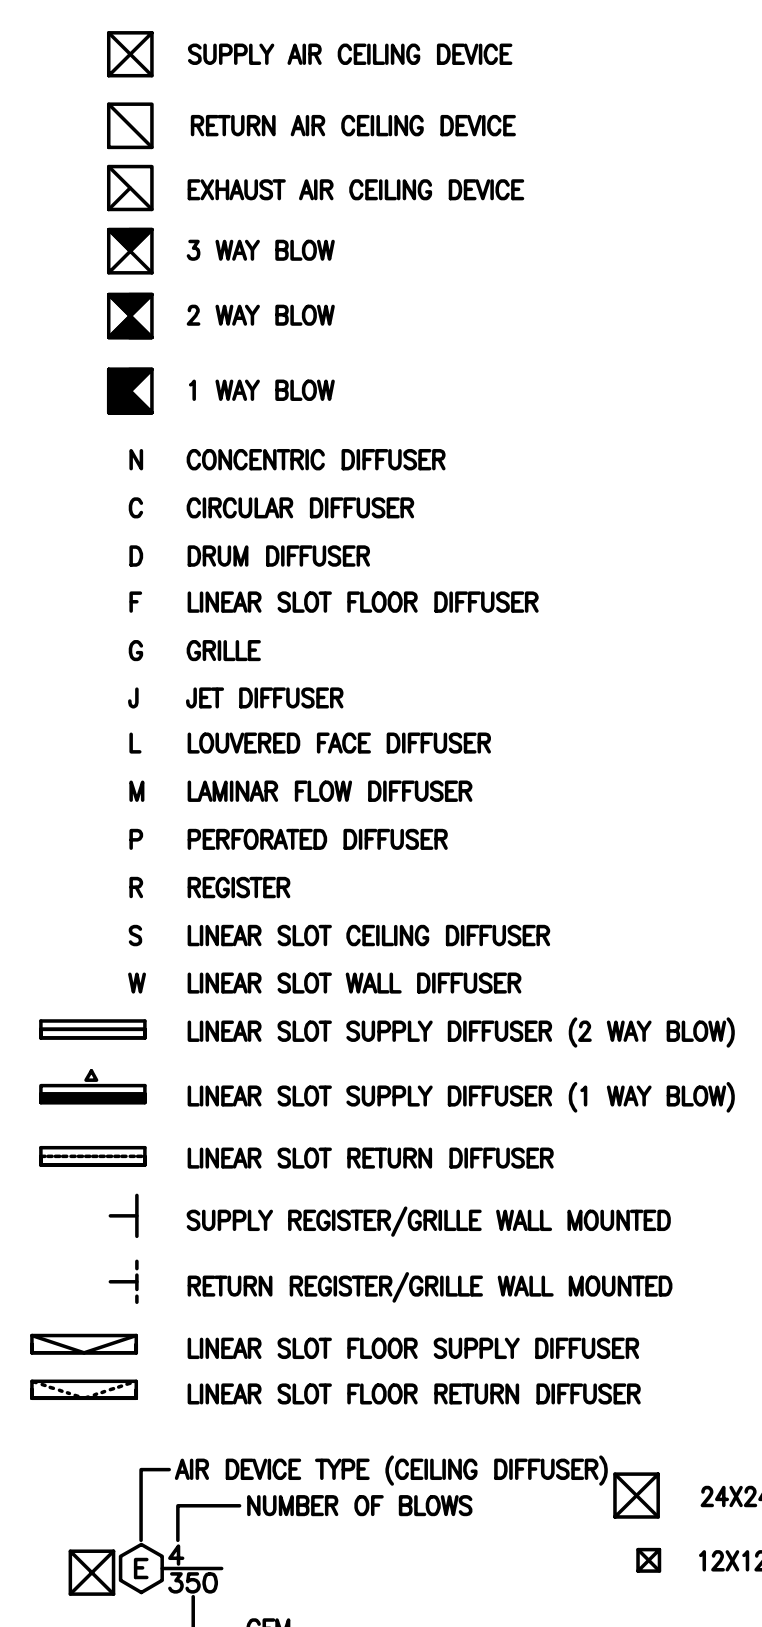 SUPPLY AIR CEILING DEVICE
RETURN AIR CEILING DEVICE
EXHAUST AIR CEILING DEVICE
3 WAY BLOW
2 WAY BLOW
1 WAY BLOW
N CONCENTRIC DIFFUSER
C CIRCULAR DIFFUSER
D DRUM DIFFUSER
F LINEAR SLOT FLOOR DIFFUSER
G GRILLE
J JET DIFFUSER
L LOUVERED FACE DIFFUSER
M LAMINAR FLOW DIFFUSER
P PERFORATED DIFFUSER
R REGISTER
S LINEAR SLOT CEILING DIFFUSER
W LINEAR SLOT WALL DIFFUSER
LINEAR SLOT SUPPLY DIFFUSER (2 WAY BLOW)
LINEAR SLOT SUPPLY DIFFUSER (1 WAY BLOW)
LINEAR SLOT RETURN DIFFUSER
SUPPLY REGISTER/GRILLE WALL MOUNTED
RETURN REGISTER/GRILLE WALL MOUNTED
LINEAR SLOT FLOOR SUPPLY DIFFUSER
LINEAR SLOT FLOOR RETURN DIFFUSER
AIR DEVICE TYPE (CEILING DIFFUSER)
NUMBER OF BLOWS
24X24
E 4
350
12X12